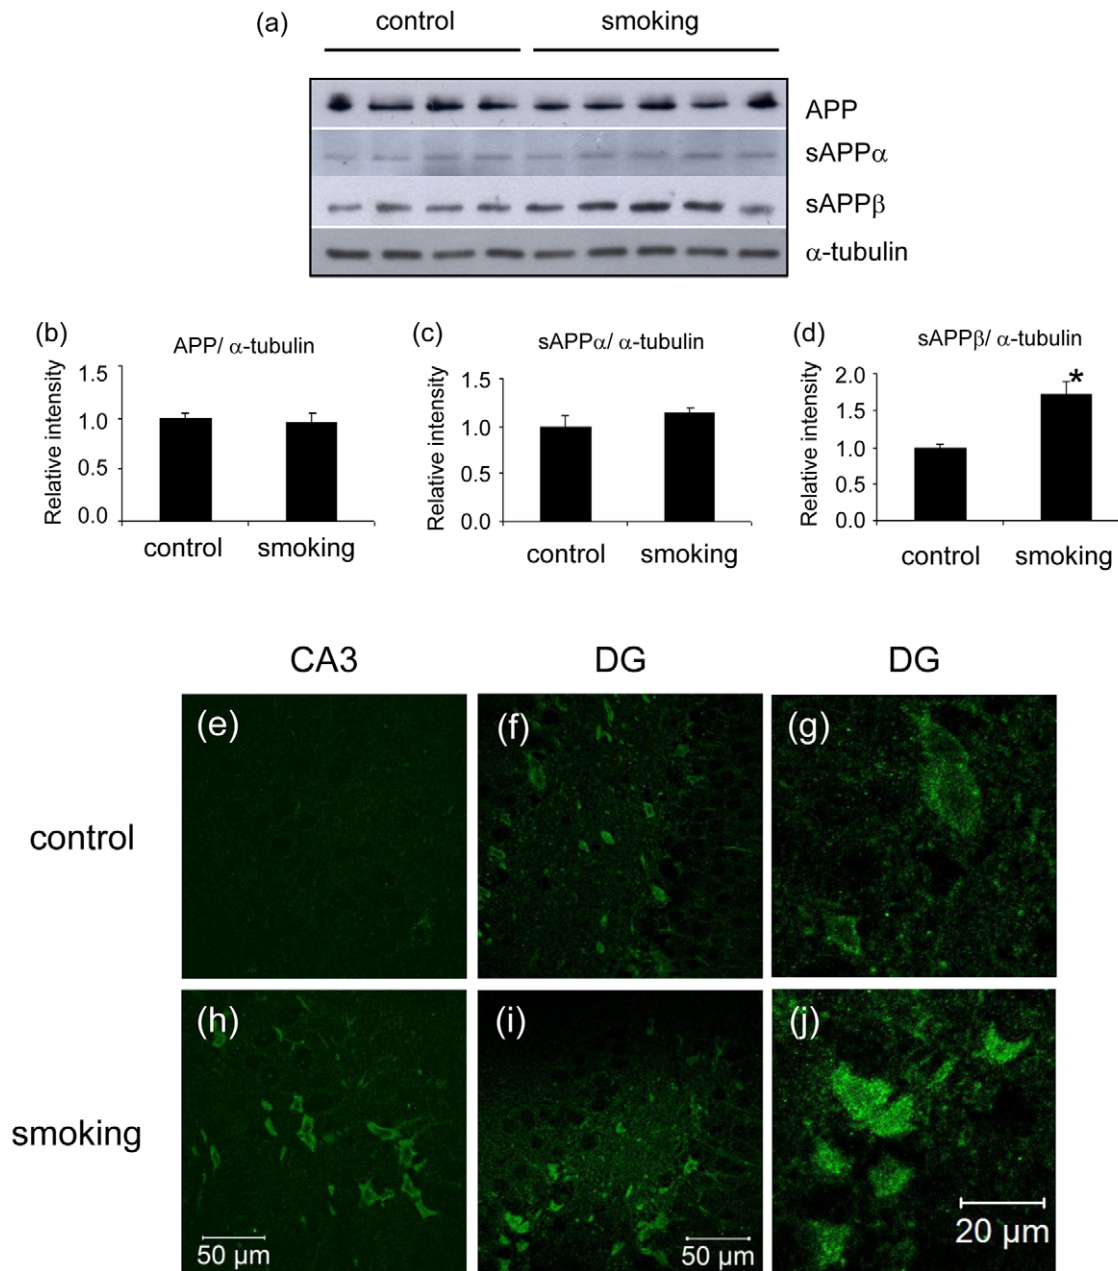 (a)
control smoking
APP
sAPPα
sAPPβ
α-tubulin
(b)
APP/ α-tubulin
Relative intensity
1.5
1.0
0.5
0.0
control smoking
(c)
sAPPα/ α-tubulin
Relative intensity
1.5
1.0
0.5
0.0
control smoking
(d)
sAPPβ/ α-tubulin
Relative intensity
2.0
1.5
1.0
0.5
0.0
*
control smoking
CA3 DG DG
control
(e) (f) (g)
smoking
(h) (i) (j)
50 μm 50 μm 20 μm